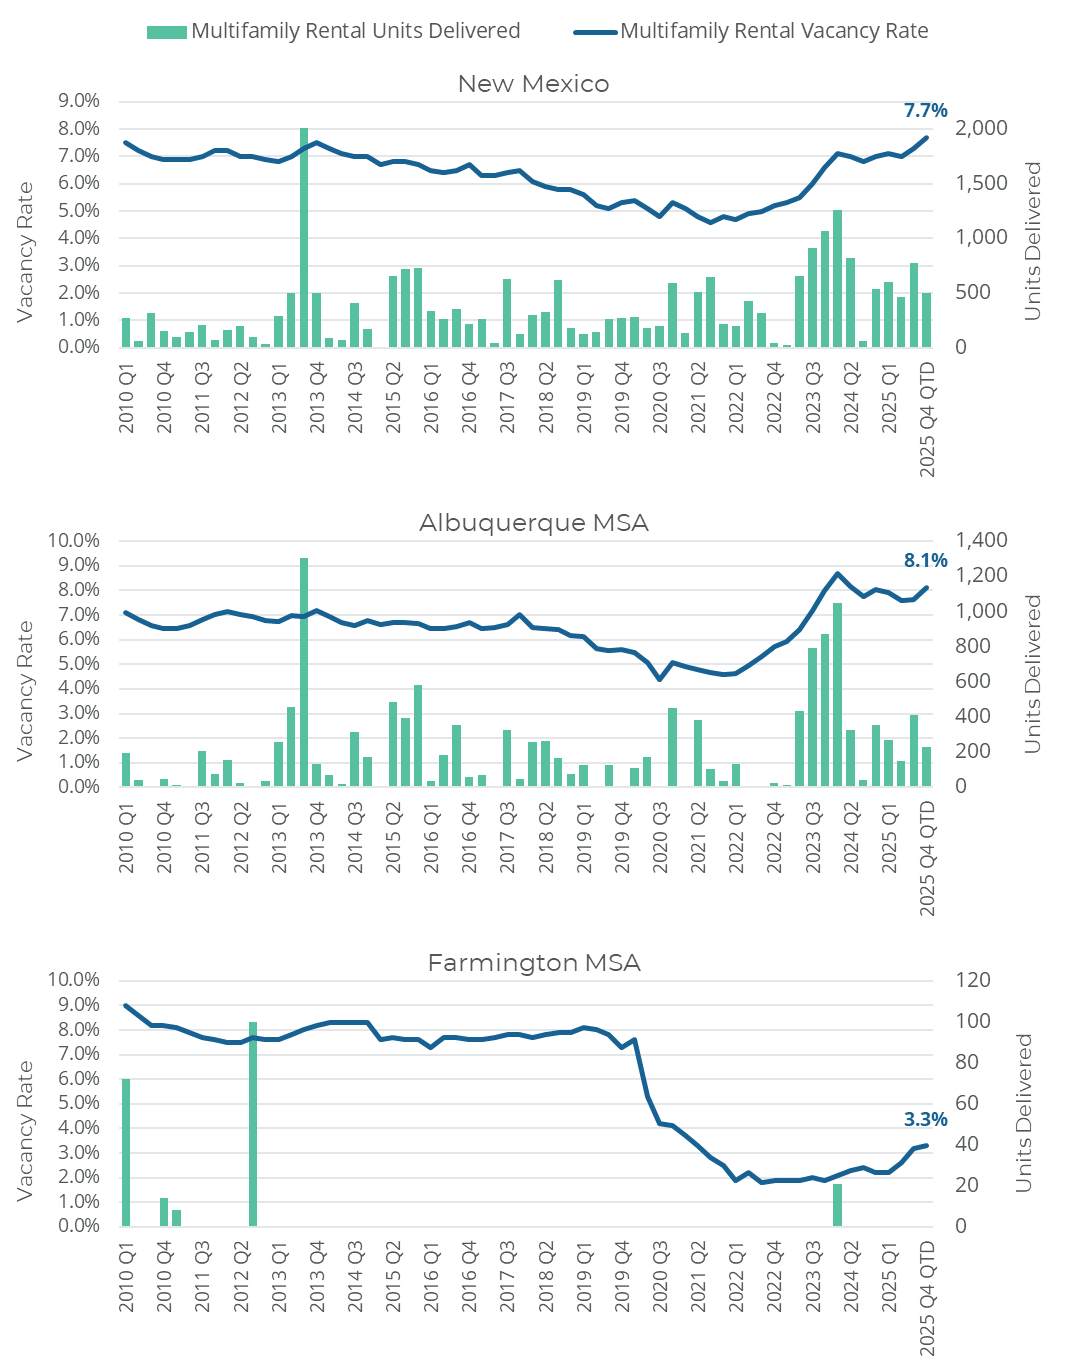 Multifamily Rental Units Delivered
Multifamily Rental Vacancy Rate
New Mexico
Vacancy Rate
9.0%
8.0%
7.0%
6.0%
5.0%
4.0%
3.0%
2.0%
1.0%
0.0%
7.7%
2,000
1,500
1,000
500
0
Units Delivered
2010 Q1
2010 Q4
2011 Q3
2012 Q2
2013 Q1
2013 Q4
2014 Q3
2015 Q2
2016 Q1
2016 Q4
2017 Q3
2018 Q2
2019 Q1
2019 Q4
2020 Q3
2021 Q2
2022 Q1
2022 Q4
2023 Q3
2024 Q2
2025 Q1
2025 Q4 QTD
Albuquerque MSA
Vacancy Rate
10.0%
9.0%
8.0%
7.0%
6.0%
5.0%
4.0%
3.0%
2.0%
1.0%
0.0%
8.1%
1,400
1,200
1,000
800
600
400
200
0
Units Delivered
2010 Q1
2010 Q4
2011 Q3
2012 Q2
2013 Q1
2013 Q4
2014 Q3
2015 Q2
2016 Q1
2016 Q4
2017 Q3
2018 Q2
2019 Q1
2019 Q4
2020 Q3
2021 Q2
2022 Q1
2022 Q4
2023 Q3
2024 Q2
2025 Q1
2025 Q4 QTD
Farmington MSA
Vacancy Rate
10.0%
9.0%
8.0%
7.0%
6.0%
5.0%
4.0%
3.0%
2.0%
1.0%
0.0%
3.3%
120
100
80
60
40
20
0
Units Delivered
2010 Q1
2010 Q4
2011 Q3
2012 Q2
2013 Q1
2013 Q4
2014 Q3
2015 Q2
2016 Q1
2016 Q4
2017 Q3
2018 Q2
2019 Q1
2019 Q4
2020 Q3
2021 Q2
2022 Q1
2022 Q4
2023 Q3
2024 Q2
2025 Q1
2025 Q4 QTD